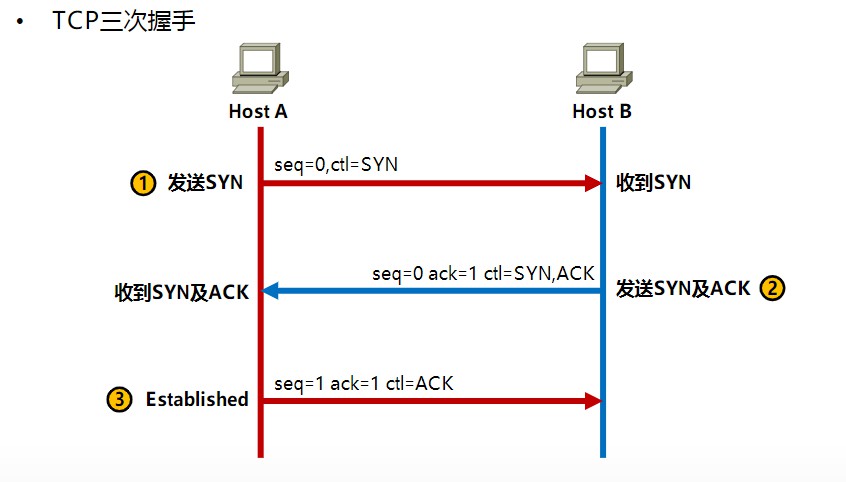 • TCP三次握手
Host A
Host B
seq=0,ctl=SYN
1 发送SYN
收到SYN
seq=0 ack=1 ctl=SYN,ACK
收到SYN及ACK
发送SYN及ACK 2
seq=1 ack=1 ctl=ACK
3 Established